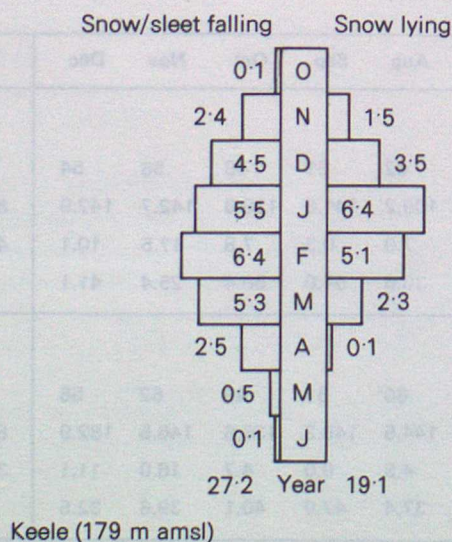 Snow/sleet falling Snow lying
0·1 O
2·4 N 1·5
4·5 D 3·5
5·5 J 6·4
6·4 F 5·1
5·3 M 2·3
2·5 A 0·1
0·5 M
0·1 J
27·2 Year 19·1
Keele (179 m amsl)